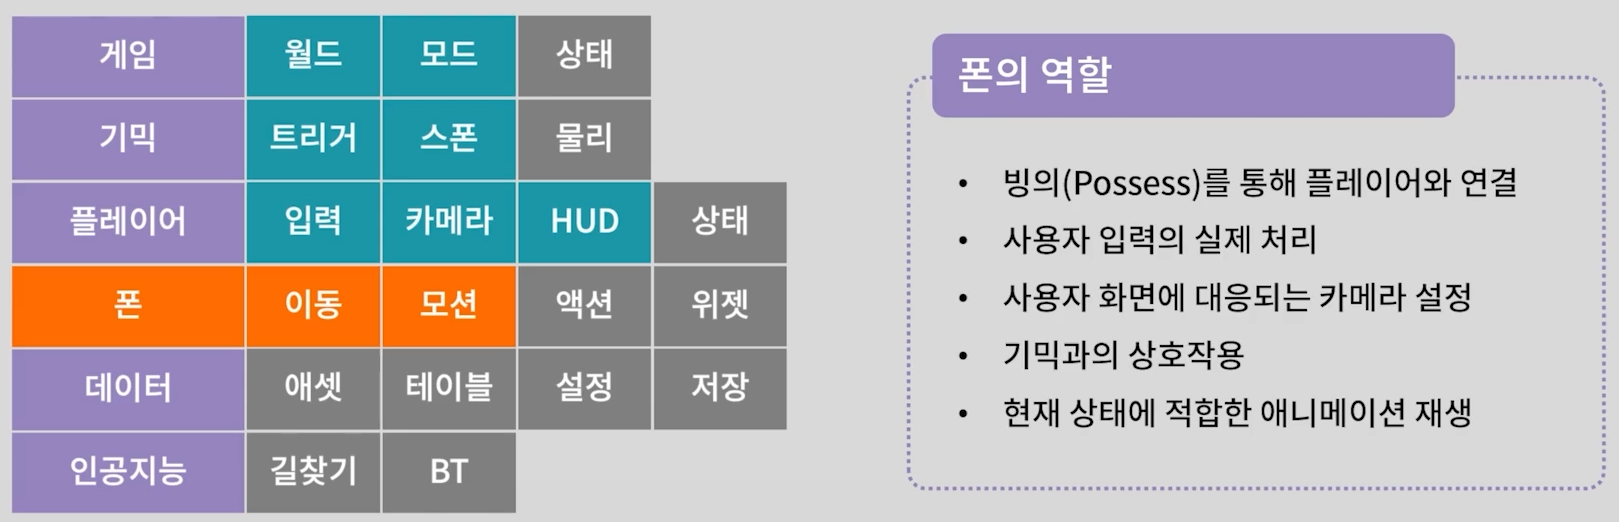 게임 월드 모드 상태
기믹 트리거 스폰 물리
플레이어 입력 카메라 HUD 상태
폰 이동 모션 액션 위젯
데이터 애셋 테이블 설정 저장
인공지능 길찾기 BT
폰의 역할
• 빙의(Possess)를 통해 플레이어와 연결
• 사용자 입력의 실제 처리
• 사용자 화면에 대응되는 카메라 설정
• 기믹과의 상호작용
• 현재 상태에 적합한 애니메이션 재생